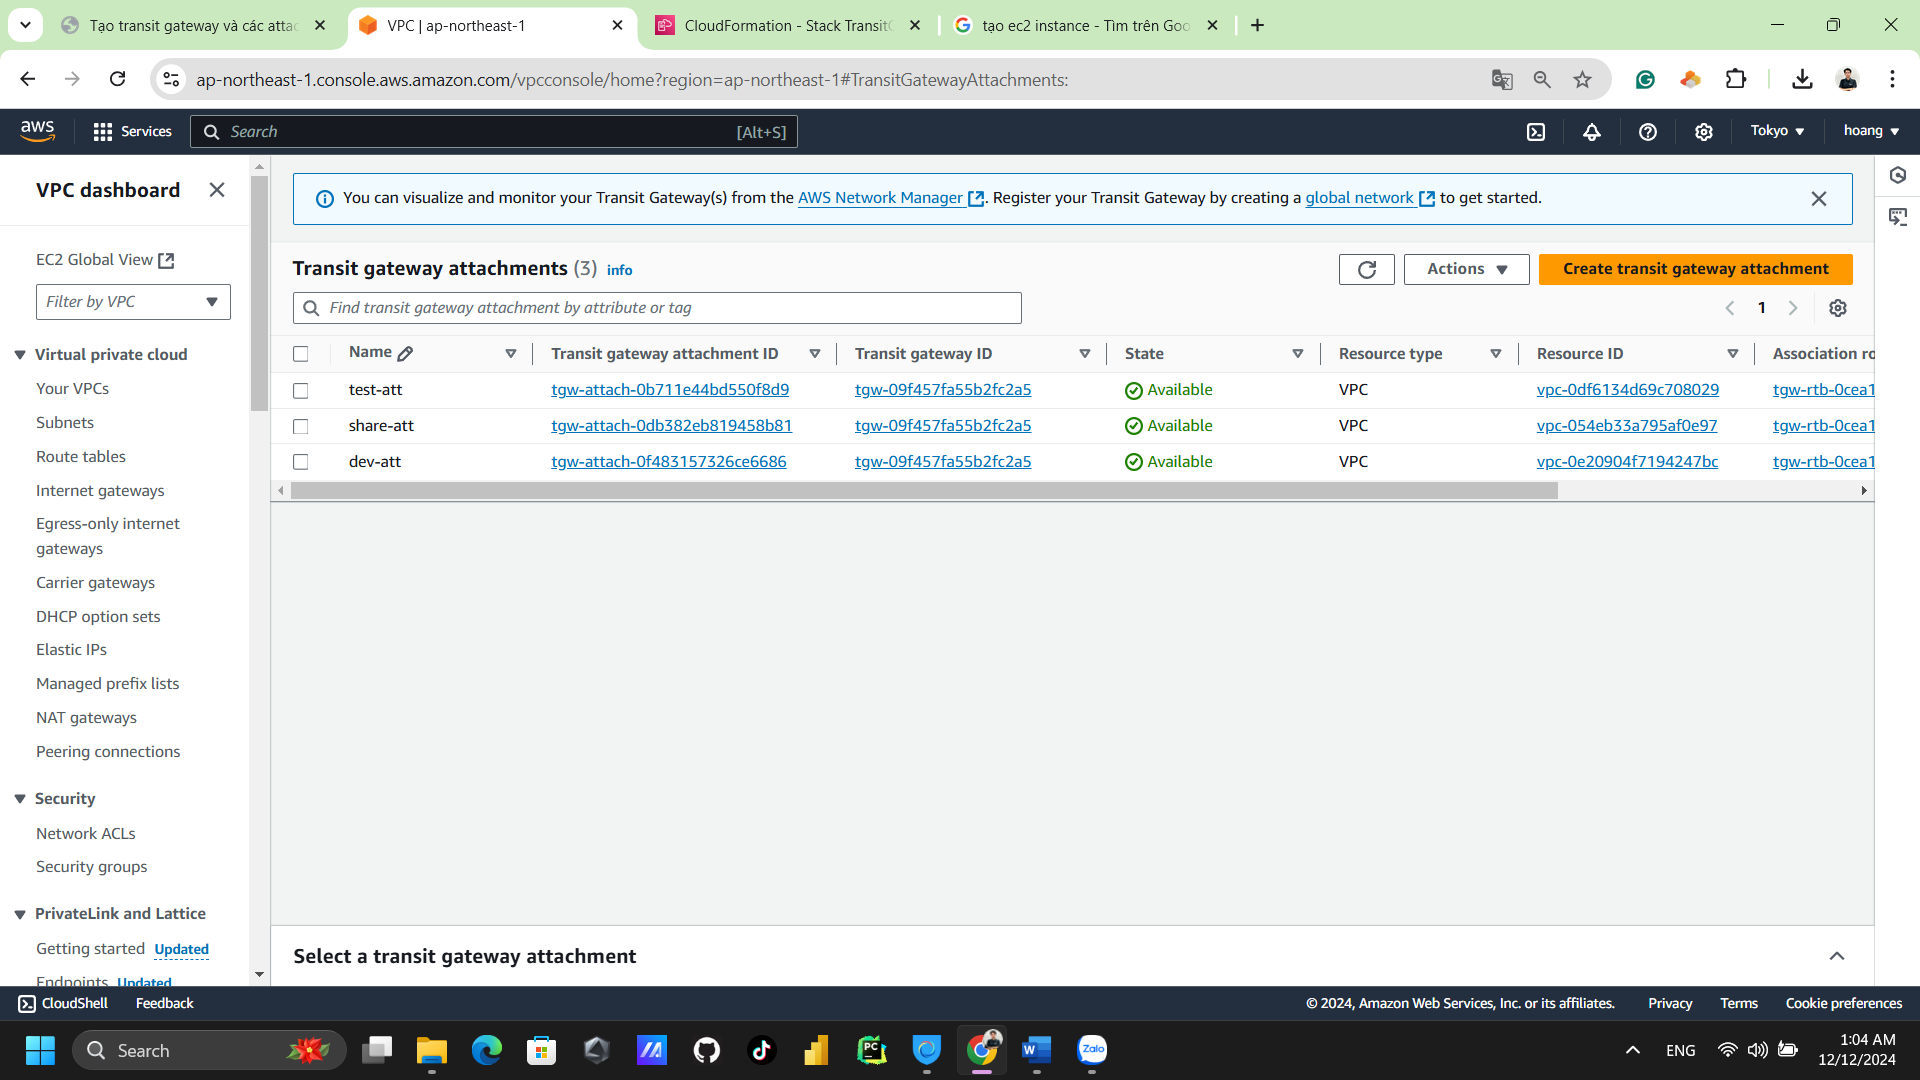 Tạo transit gateway và các attac
VPC | ap-northeast-1
CloudFormation - Stack Transit
tạo ec2 instance - Tìm trên Goo
ap-northeast-1.console.aws.amazon.com/vpcconsole/home?region=ap-northeast-1#TransitGatewayAttachments:
aws
Services
Search
[Alt+S]
Tokyo
hoang
VPC dashboard
EC2 Global View
Filter by VPC
Virtual private cloud
Your VPCs
Subnets
Route tables
Internet gateways
Egress-only internet
gateways
Carrier gateways
DHCP option sets
Elastic IPs
Managed prefix lists
NAT gateways
Peering connections
Security
Network ACLs
Security groups
PrivateLink and Lattice
Getting started Updated
Endpoints Updated
You can visualize and monitor your Transit Gateway(s) from the AWS Network Manager. Register your Transit Gateway by creating a global network to get started.
Transit gateway attachments (3) info
Actions
Create transit gateway attachment
Find transit gateway attachment by attribute or tag
1
Name Transit gateway attachment ID Transit gateway ID State Resource type Resource ID Association ro
test-att tgw-attach-0b711e44bd550f8d9 tgw-09f457fa55b2fc2a5 Available VPC vpc-0df6134d69c708029 tgw-rtb-0cea1
share-att tgw-attach-0db382eb819458b81 tgw-09f457fa55b2fc2a5 Available VPC vpc-054eb33a795af0e97 tgw-rtb-0cea1
dev-att tgw-attach-0f483157326ce6686 tgw-09f457fa55b2fc2a5 Available VPC vpc-0e20904f7194247bc tgw-rtb-0cea1
Select a transit gateway attachment
CloudShell
Feedback
© 2024, Amazon Web Services, Inc. or its affiliates.
Privacy
Terms
Cookie preferences
Search
PC
Zalo
ENG
1:04 AM
12/12/2024